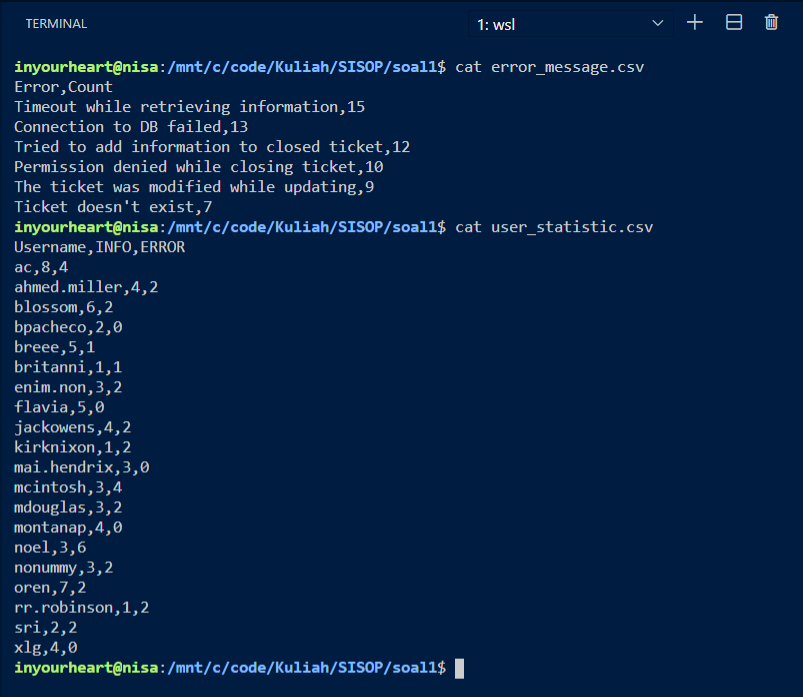 TERMINAL
1: wsl
inyourheart@nisa:/mnt/c/code/Kuliah/SISOP/soal1$ cat error_message.csv
Error,Count
Timeout while retrieving information,15
Connection to DB failed,13
Tried to add information to closed ticket,12
Permission denied while closing ticket,10
The ticket was modified while updating,9
Ticket doesn't exist,7
inyourheart@nisa:/mnt/c/code/Kuliah/SISOP/soal1$ cat user_statistic.csv
Username,INFO,ERROR
ac,8,4
ahmed.miller,4,2
blossom,6,2
bpacheco,2,0
breee,5,1
britanni,1,1
enim.non,3,2
flavia,5,0
jackowens,4,2
kirknixon,1,2
mai.hendrix,3,0
mcintosh,3,4
mdouglas,3,2
montanap,4,0
noel,3,6
nonummy,3,2
oren,7,2
rr.robinson,1,2
sri,2,2
xlg,4,0
inyourheart@nisa:/mnt/c/code/Kuliah/SISOP/soal1$